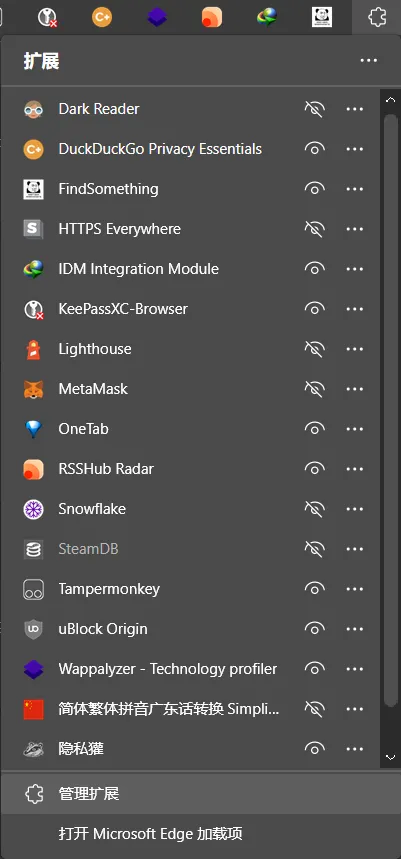 扩展
Dark Reader
DuckDuckGo Privacy Essentials
FindSomething
HTTPS Everywhere
IDM Integration Module
KeePassXC-Browser
Lighthouse
MetaMask
OneTab
RSSHub Radar
Snowflake
SteamDB
Tampermonkey
uBlock Origin
Wappalyzer - Technology profiler
简体繁体拼音广东话转换 Simpli...
隐私獾
管理扩展
打开 Microsoft Edge 加载项